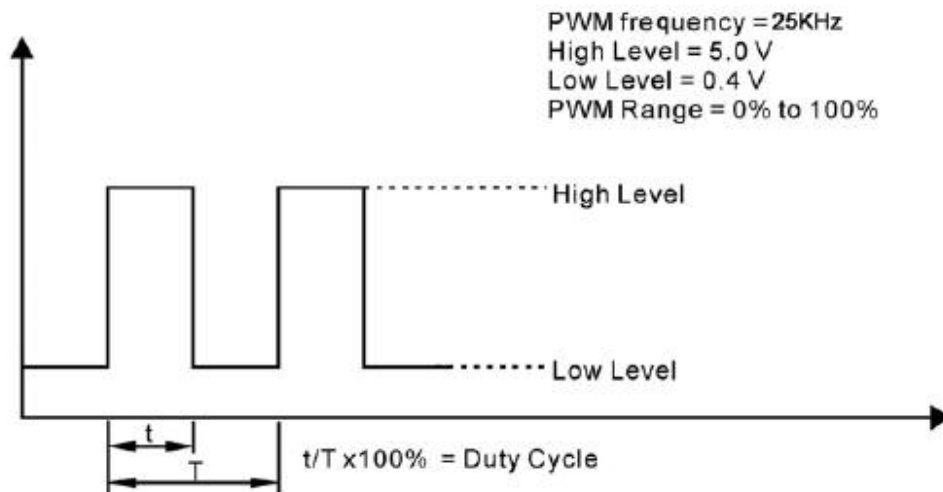 PWM frequency = 25KHz
High Level = 5.0 V
Low Level = 0.4 V
PWM Range = 0% to 100%
High Level
Low Level
t
T
t/T x100% = Duty Cycle